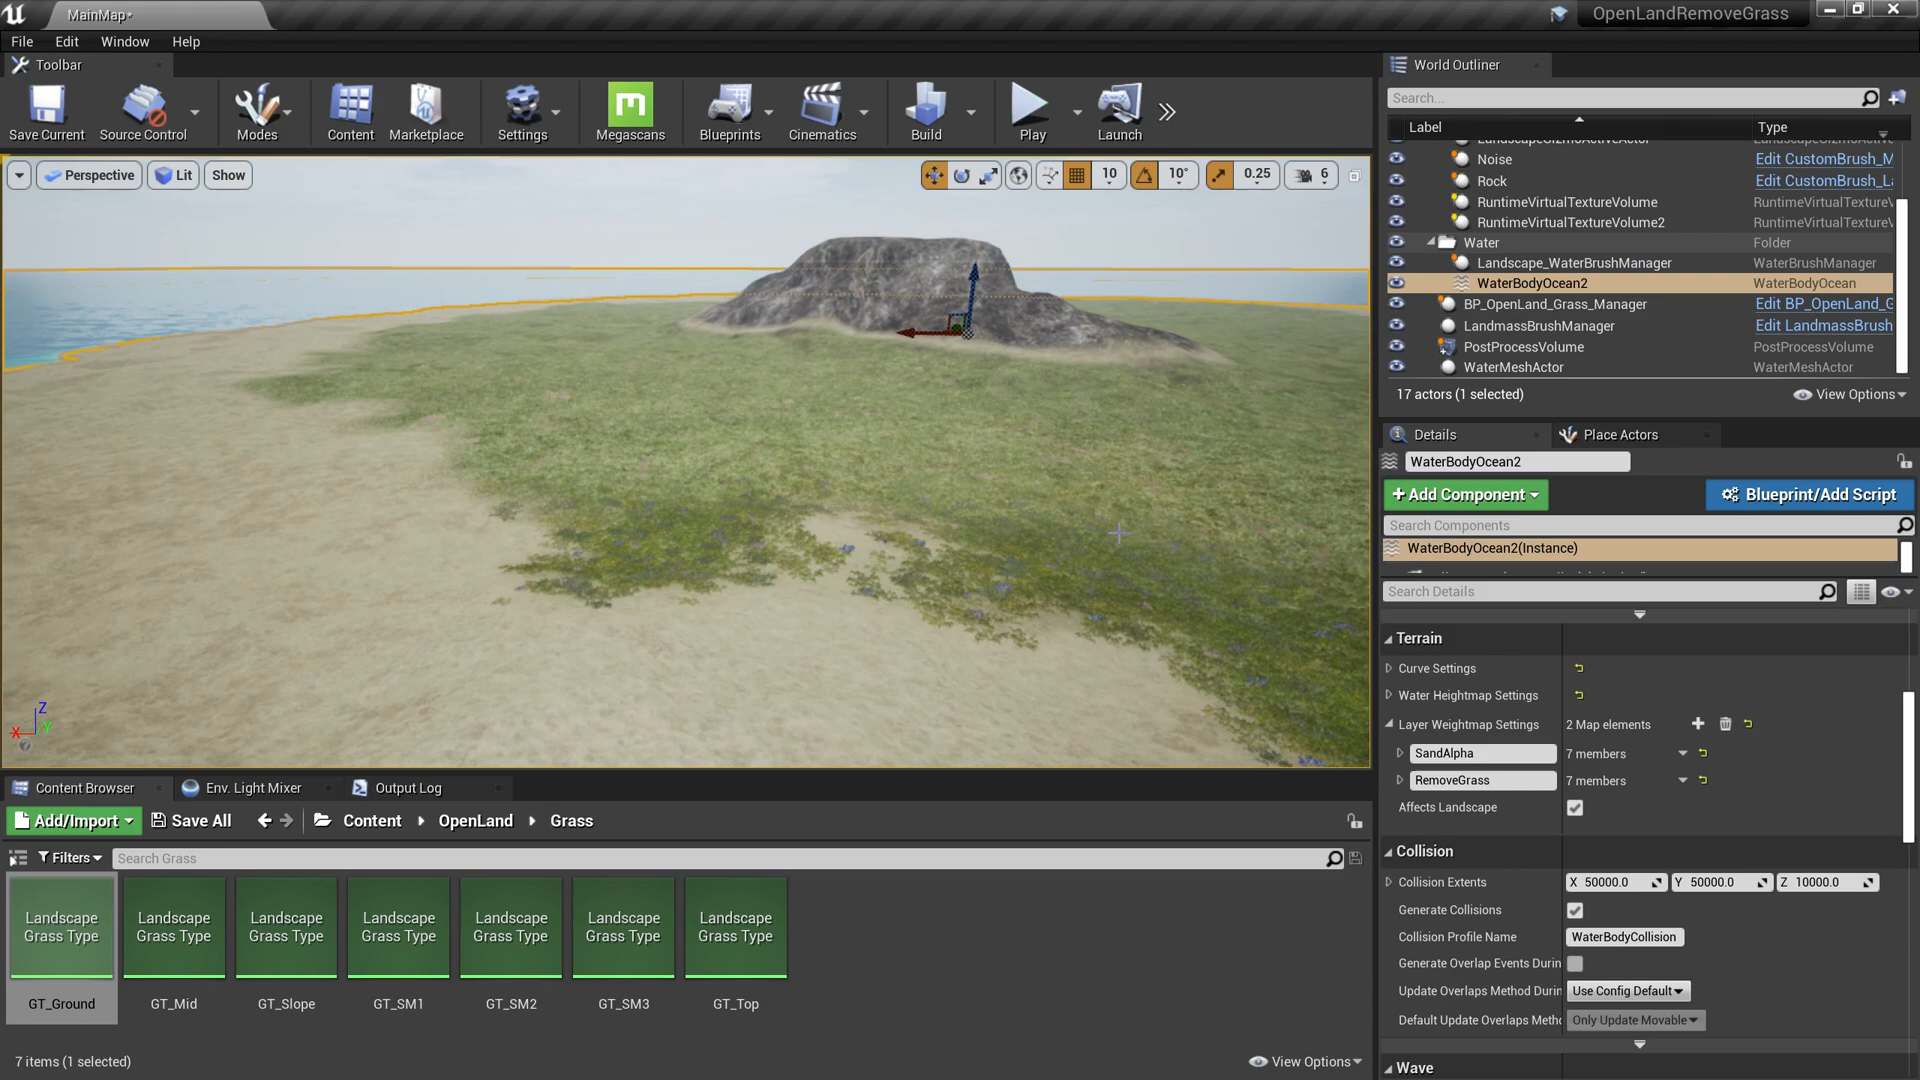 MainMap*
OpenLandRemoveGrass
File Edit Window Help
Toolbar
Save Current Source Control Modes Content Marketplace Settings Megascans Blueprints Cinematics Build Play Launch
Perspective Lit Show
10 10° 0.25 6
Z
X Y
World Outliner
Search...
Label Type
Noise Edit CustomBrush_M
Rock Edit CustomBrush_L
RuntimeVirtualTextureVolume RuntimeVirtualTextureV
RuntimeVirtualTextureVolume2 RuntimeVirtualTextureV
Water Folder
Landscape_WaterBrushManager WaterBrushManager
WaterBodyOcean2 WaterBodyOcean
BP_OpenLand_Grass_Manager Edit BP_OpenLand_G
LandmassBrushManager Edit LandmassBrush
PostProcessVolume PostProcessVolume
WaterMeshActor WaterMeshActor
17 actors (1 selected) View Options
Details Place Actors
WaterBodyOcean2
+Add Component Blueprint/Add Script
Search Components
WaterBodyOcean2(Instance)
Search Details
Terrain
Curve Settings
Water Heightmap Settings
Layer Weightmap Settings 2 Map elements
SandAlpha 7 members
RemoveGrass 7 members
Affects Landscape
Collision
Collision Extents X 50000.0 Y 50000.0 Z 10000.0
Generate Collisions
Collision Profile Name WaterBodyCollision
Generate Overlap Events Durin
Update Overlaps Method Durin Use Config Default
Default Update Overlaps Metho Only Update Movable
Wave
Content Browser Env. Light Mixer Output Log
Add/Import Save All Content OpenLand Grass
Filters Search Grass
Landscape Grass Type
Landscape Grass Type
Landscape Grass Type
Landscape Grass Type
Landscape Grass Type
Landscape Grass Type
Landscape Grass Type
GT_Ground GT_Mid GT_Slope GT_SM1 GT_SM2 GT_SM3 GT_Top
7 items (1 selected) View Options